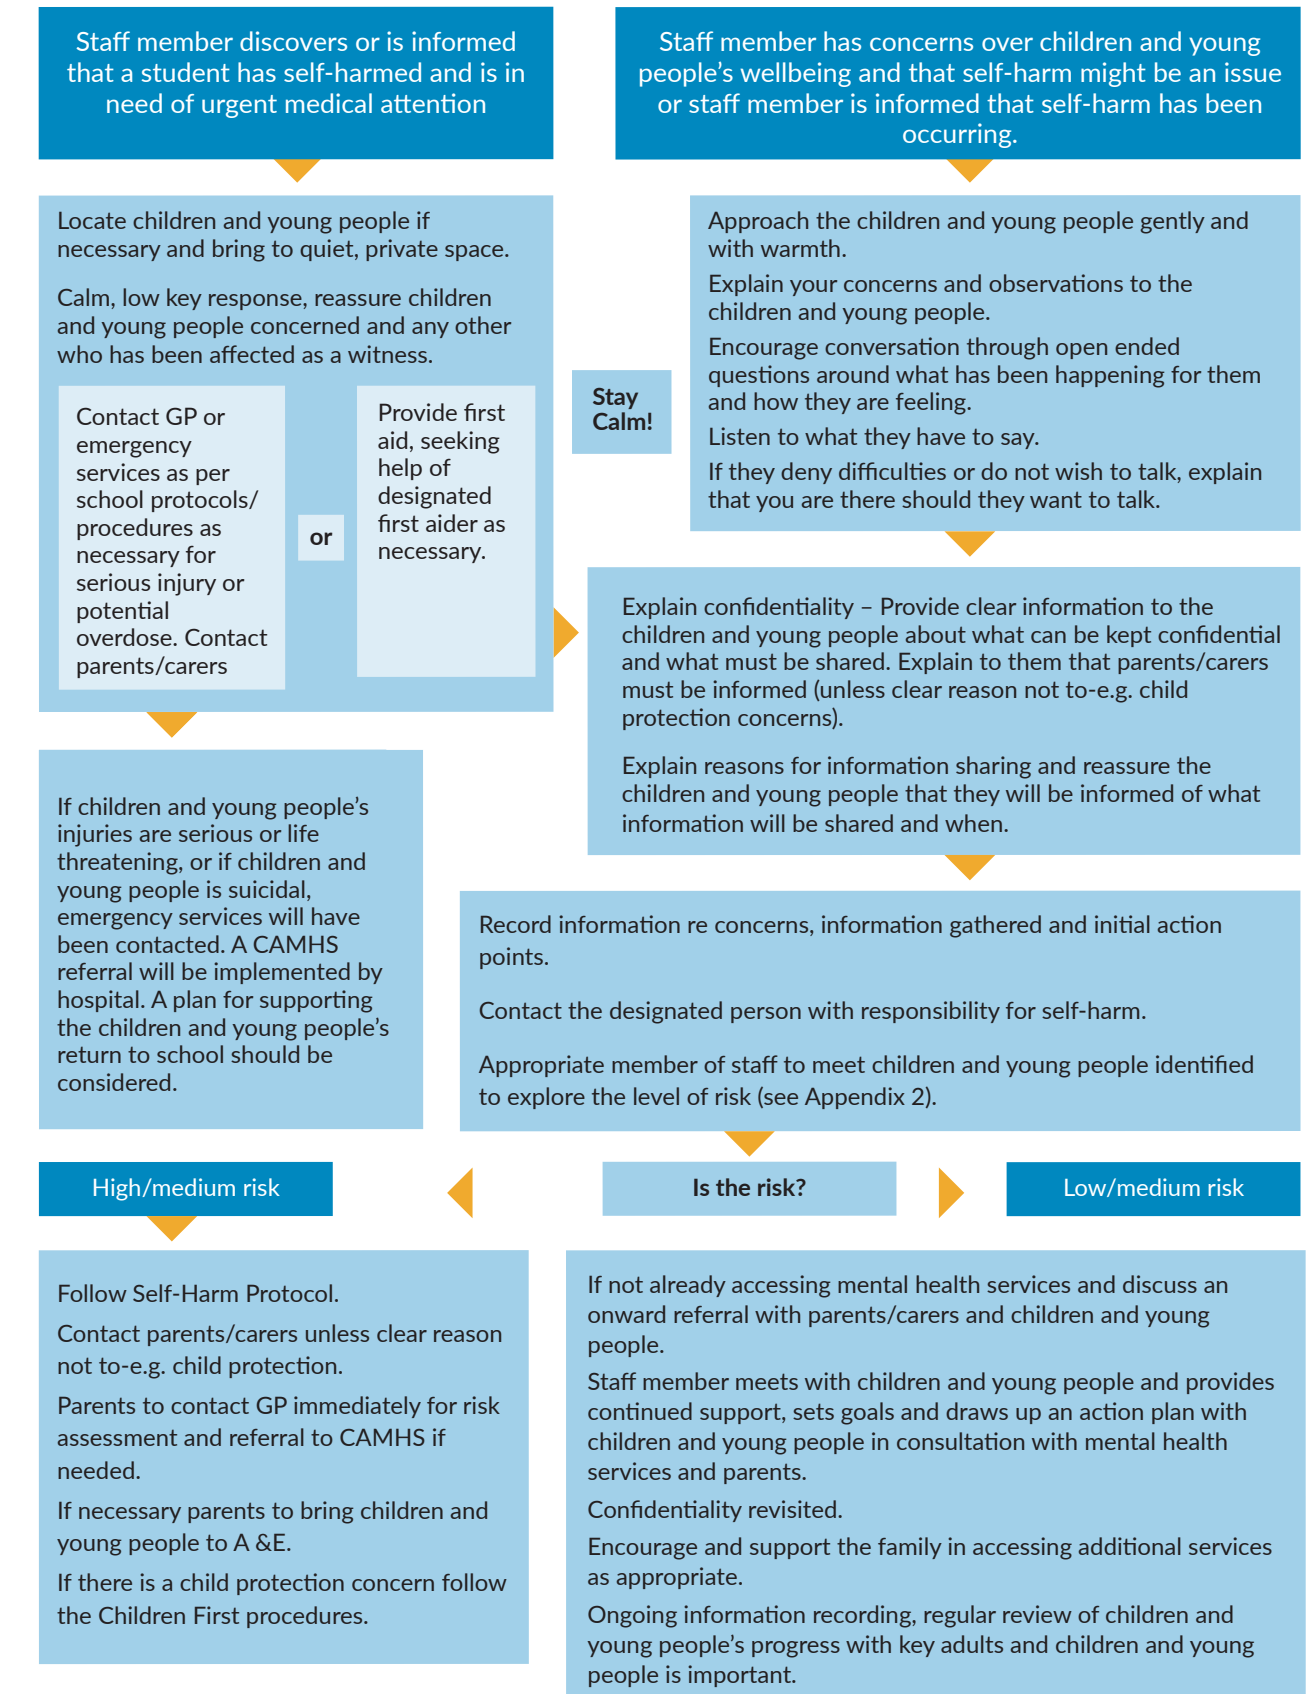 Staff member discovers or is informed
that a student has self-harmed and is in
need of urgent medical attention
Staff member has concerns over children and young
people’s wellbeing and that self-harm might be an issue
or staff member is informed that self-harm has been
occurring.
Locate children and young people if
necessary and bring to quiet, private space.
Calm, low key response, reassure children
and young people concerned and any other
who has been affected as a witness.
Contact GP or
emergency
services as per
school protocols/
procedures as
necessary for
serious injury or
potential
overdose. Contact
parents/carers
or
Provide first
aid, seeking
help of
designated
first aider as
necessary.
Stay
Calm!
Approach the children and young people gently and
with warmth.
Explain your concerns and observations to the
children and young people.
Encourage conversation through open ended
questions around what has been happening for them
and how they are feeling.
Listen to what they have to say.
If they deny difficulties or do not wish to talk, explain
that you are there should they want to talk.
Explain confidentiality – Provide clear information to the
children and young people about what can be kept confidential
and what must be shared. Explain to them that parents/carers
must be informed (unless clear reason not to-e.g. child
protection concerns).
Explain reasons for information sharing and reassure the
children and young people that they will be informed of what
information will be shared and when.
If children and young people’s
injuries are serious or life
threatening, or if children and
young people is suicidal,
emergency services will have
been contacted. A CAMHS
referral will be implemented by
hospital. A plan for supporting
the children and young people’s
return to school should be
considered.
Record information re concerns, information gathered and initial action
points.
Contact the designated person with responsibility for self-harm.
Appropriate member of staff to meet children and young people identified
to explore the level of risk (see Appendix 2).
High/medium risk
Is the risk?
Low/medium risk
Follow Self-Harm Protocol.
Contact parents/carers unless clear reason
not to-e.g. child protection.
Parents to contact GP immediately for risk
assessment and referral to CAMHS if
needed.
If necessary parents to bring children and
young people to A &E.
If there is a child protection concern follow
the Children First procedures.
If not already accessing mental health services and discuss an
onward referral with parents/carers and children and young
people.
Staff member meets with children and young people and provides
continued support, sets goals and draws up an action plan with
children and young people in consultation with mental health
services and parents.
Confidentiality revisited.
Encourage and support the family in accessing additional services
as appropriate.
Ongoing information recording, regular review of children and
young people’s progress with key adults and children and young
people is important.